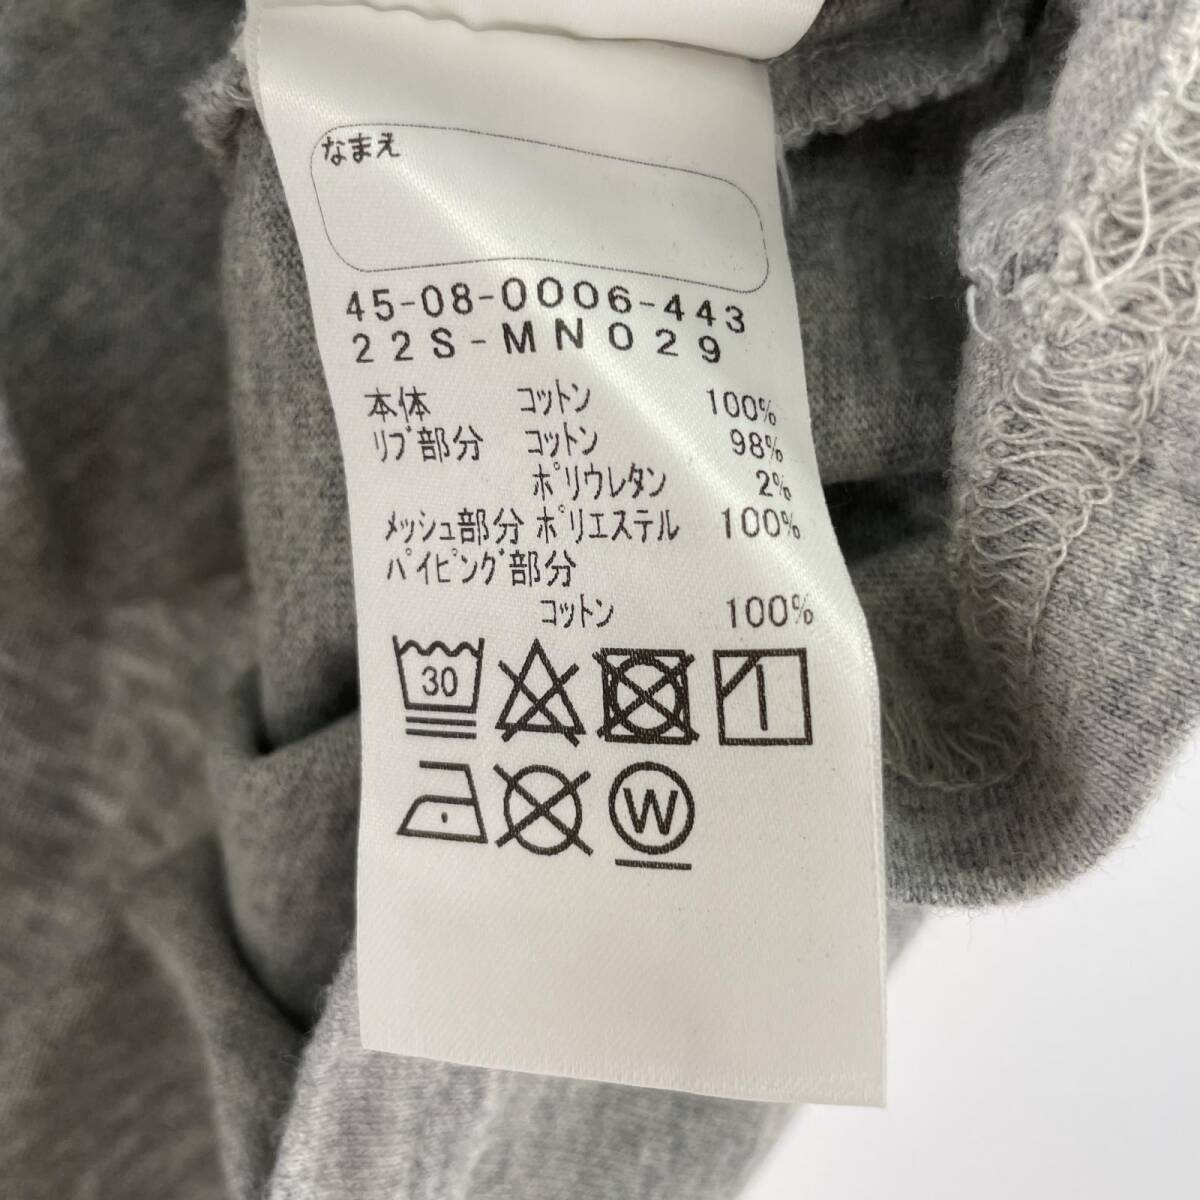 なまえ
45-08-0006-443
22S-MN029
本体 コットン 100%
リブ部分 コットン 98%
ポリウレタン 2%
メッシュ部分 ポリエステル 100%
パイピング部分
コットン 100%
30
W